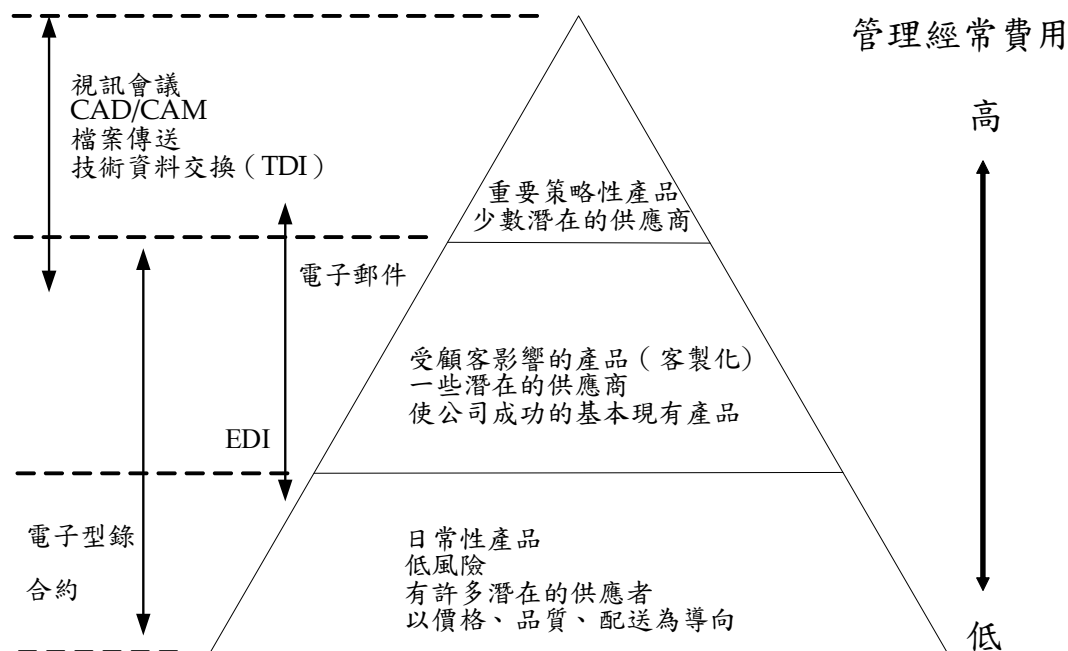 管理經常費用
高
低
視訊會議
CAD/CAM
檔案傳送
技術資料交換（TDI）
電子郵件
EDI
電子型錄
合約
重要策略性產品
少數潛在的供應商
受顧客影響的產品（客製化）
一些潛在的供應商
使公司成功的基本現有產品
日常性產品
低風險
有許多潛在的供應者
以價格、品質、配送為導向